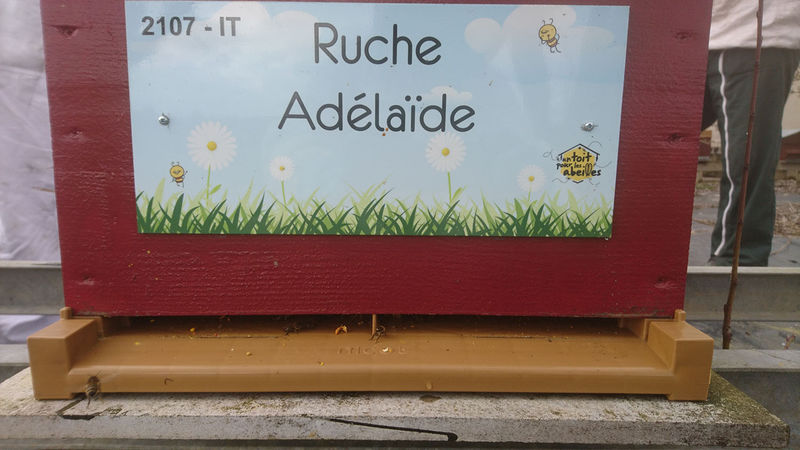 2107 - IT
Ruche
Adélaïde
Un toit
pour les
abeilles